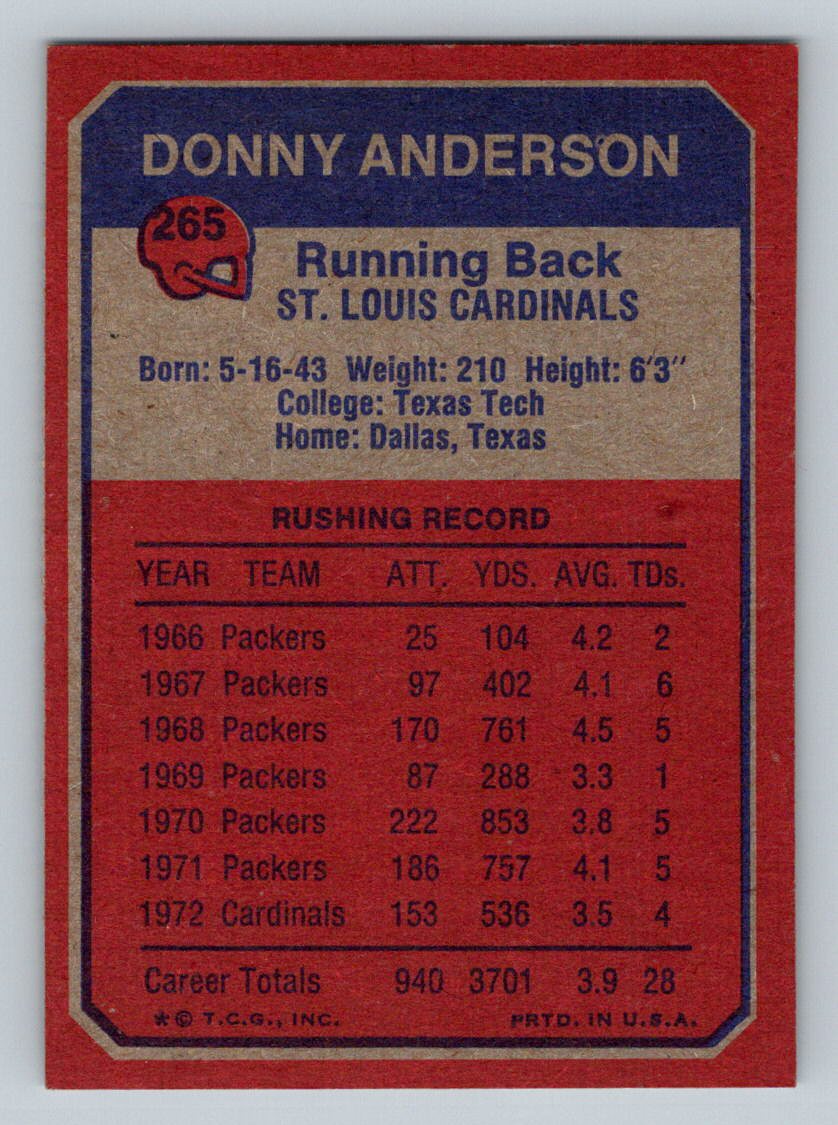 DONNY ANDERSON
265
Running Back
ST. LOUIS CARDINALS
Born: 5-16-43 Weight: 210 Height: 6'3"
College: Texas Tech
Home: Dallas, Texas
RUSHING RECORD
YEAR TEAM ATT. YDS. AVG. TDs.
1966 Packers 25 104 4.2 2
1967 Packers 97 402 4.1 6
1968 Packers 170 761 4.5 5
1969 Packers 87 288 3.3 1
1970 Packers 222 853 3.8 5
1971 Packers 186 757 4.1 5
1972 Cardinals 153 536 3.5 4
Career Totals 940 3701 3.9 28
* © T.C.G., INC. PRTD. IN U.S.A.